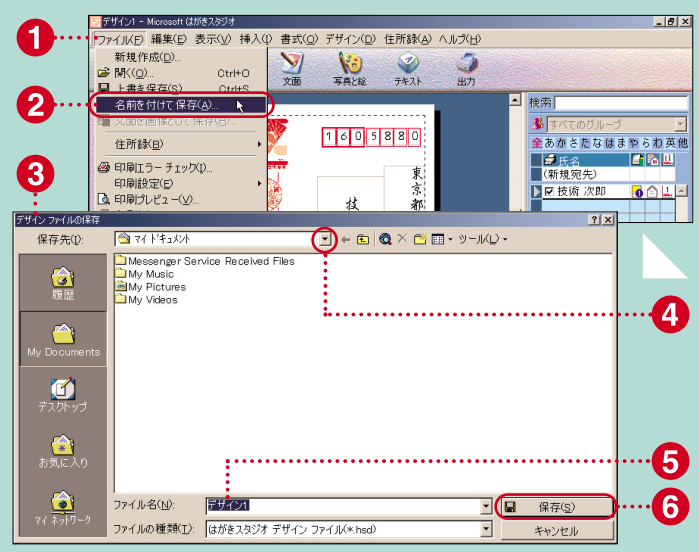 デザイン1 - Microsoft はがきスタジオ
1
ファイル(F) 編集(E) 表示(V) 挿入(I) 書式(O) デザイン(D) 住所録(A) ヘルプ(H)
新規作成(D)...
開く(O)... Ctrl+O
上書き保存(S) Ctrl+S
2
名前を付けて保存(A)...
文面を画像として保存(H)...
住所録(B)
印刷エラー チェック(X)...
印刷設定(E)
印刷プレビュー(V)...
文面 写真と絵 テキスト 出力
1 6 0 5 8 8 0
東京都
技
検索
すべてのグループ
全 あ か さ た な は ま や ら わ 英 他
氏名
(新規宛先)
技術 次郎
3
デザイン ファイルの保存
保存先(I):
マイ ドキュメント
ツール(L)
Messenger Service Received Files
My Music
My Pictures
My Videos
4
履歴
My Documents
デスクトップ
お気に入り
マイ ネットワーク
5
ファイル名(N):
デザイン1
保存(S)
6
ファイルの種類(T):
はがきスタジオ デザイン ファイル(*.hsd)
キャンセル